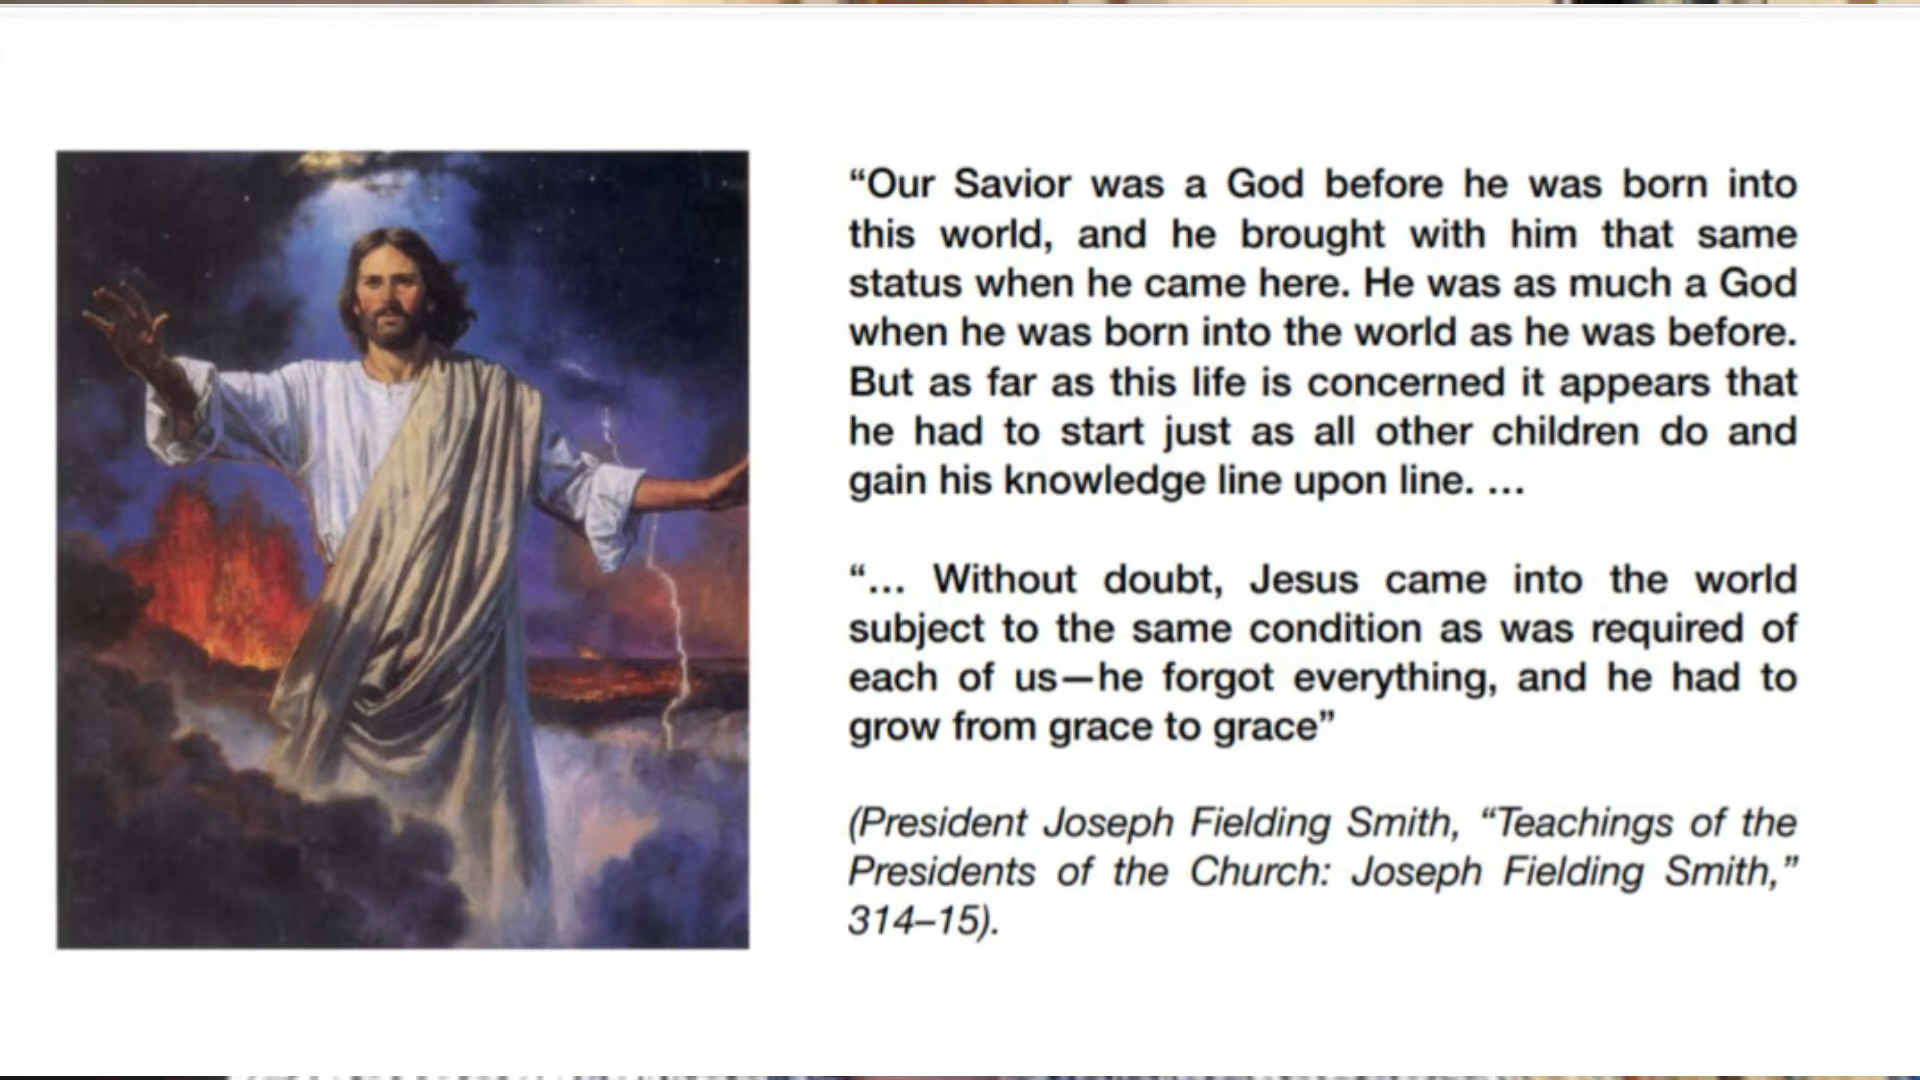 “Our Savior was a God before he was born into
this world, and he brought with him that same
status when he came here. He was as much a God
when he was born into the world as he was before.
But as far as this life is concerned it appears that
he had to start just as all other children do and
gain his knowledge line upon line. ...
“... Without doubt, Jesus came into the world
subject to the same condition as was required of
each of us—he forgot everything, and he had to
grow from grace to grace”
(President Joseph Fielding Smith, “Teachings of the
Presidents of the Church: Joseph Fielding Smith,”
314–15).